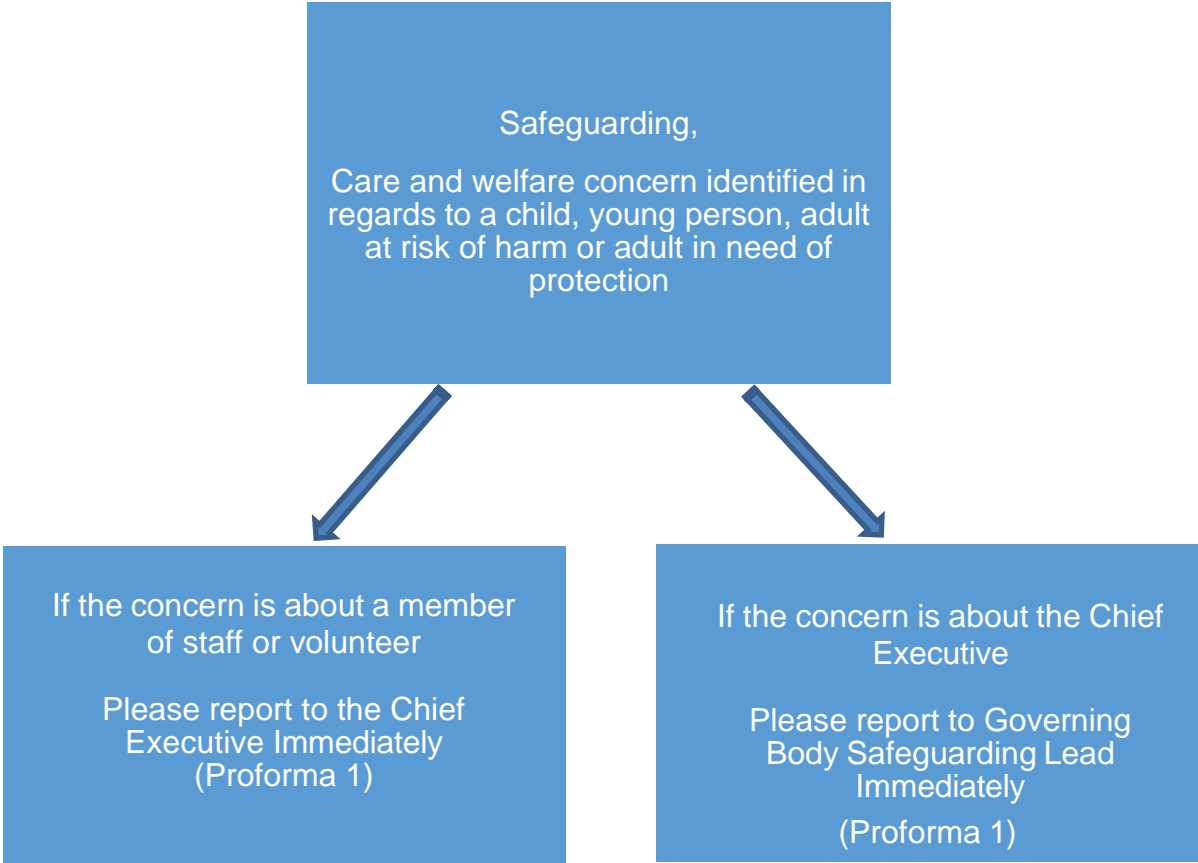 Safeguarding,
Care and welfare concern identified in
regards to a child, young person, adult
at risk of harm or adult in need of
protection
If the concern is about a member
of staff or volunteer
Please report to the Chief
Executive Immediately
(Proforma 1)
If the concern is about the Chief
Executive
Please report to Governing
Body Safeguarding Lead
Immediately
(Proforma 1)